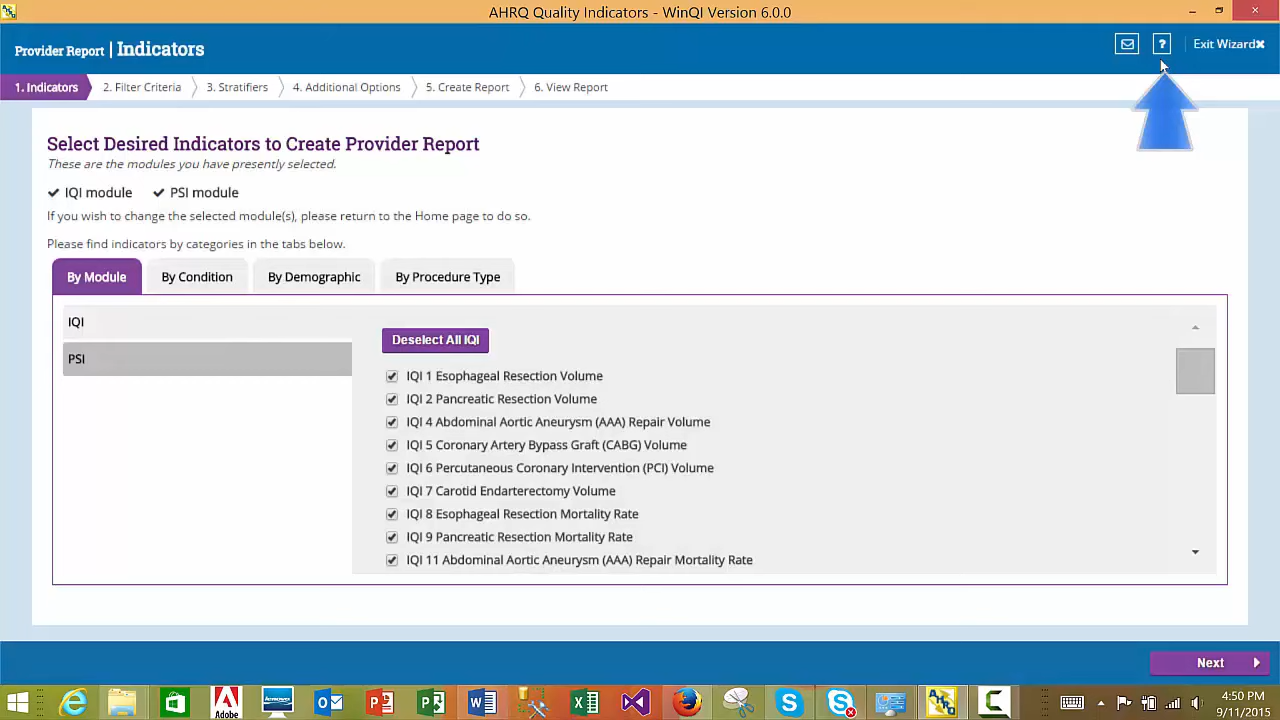 AHRQ Quality Indicators - WinQI Version 6.0.0
Provider Report | Indicators
? Exit Wizard
1. Indicators 2. Filter Criteria 3. Stratifiers 4. Additional Options 5. Create Report 6. View Report
Select Desired Indicators to Create Provider Report
These are the modules you have presently selected.
IQI module PSI module
If you wish to change the selected module(s), please return to the Home page to do so.
Please find indicators by categories in the tabs below.
By Module By Condition By Demographic By Procedure Type
IQI
PSI
Deselect All IQI
IQI 1 Esophageal Resection Volume
IQI 2 Pancreatic Resection Volume
IQI 4 Abdominal Aortic Aneurysm (AAA) Repair Volume
IQI 5 Coronary Artery Bypass Graft (CABG) Volume
IQI 6 Percutaneous Coronary Intervention (PCI) Volume
IQI 7 Carotid Endarterectomy Volume
IQI 8 Esophageal Resection Mortality Rate
IQI 9 Pancreatic Resection Mortality Rate
IQI 11 Abdominal Aortic Aneurysm (AAA) Repair Mortality Rate
Next
Adobe
4:50 PM
9/11/2015